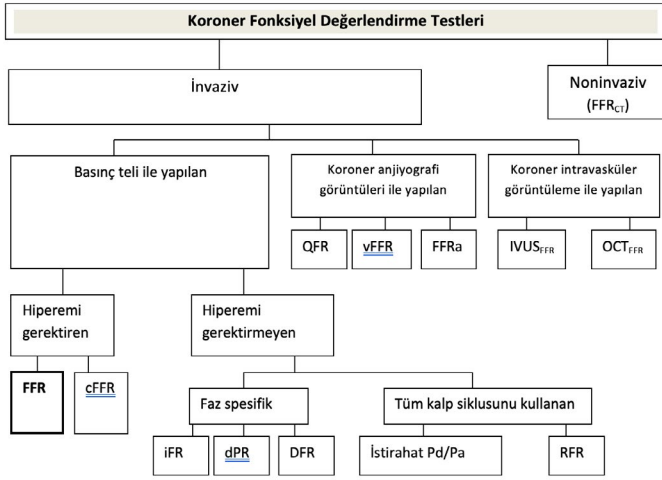 Koroner Fonksiyel Değerlendirme Testleri
İnvaziv
Noninvaziv
(FFRCT)
Basınç teli ile yapılan
Koroner anjiyografi
görüntüleri ile yapılan
Koroner intravasküler
görüntüleme ile yapılan
QFR
vFFR
FFRa
IVUSFFR
OCTFFR
Hiperemi
gerektiren
Hiperemi
gerektirmeyen
FFR
cFFR
Faz spesifik
Tüm kalp siklusunu kullanan
iFR
dPR
DFR
İstirahat Pd/Pa
RFR